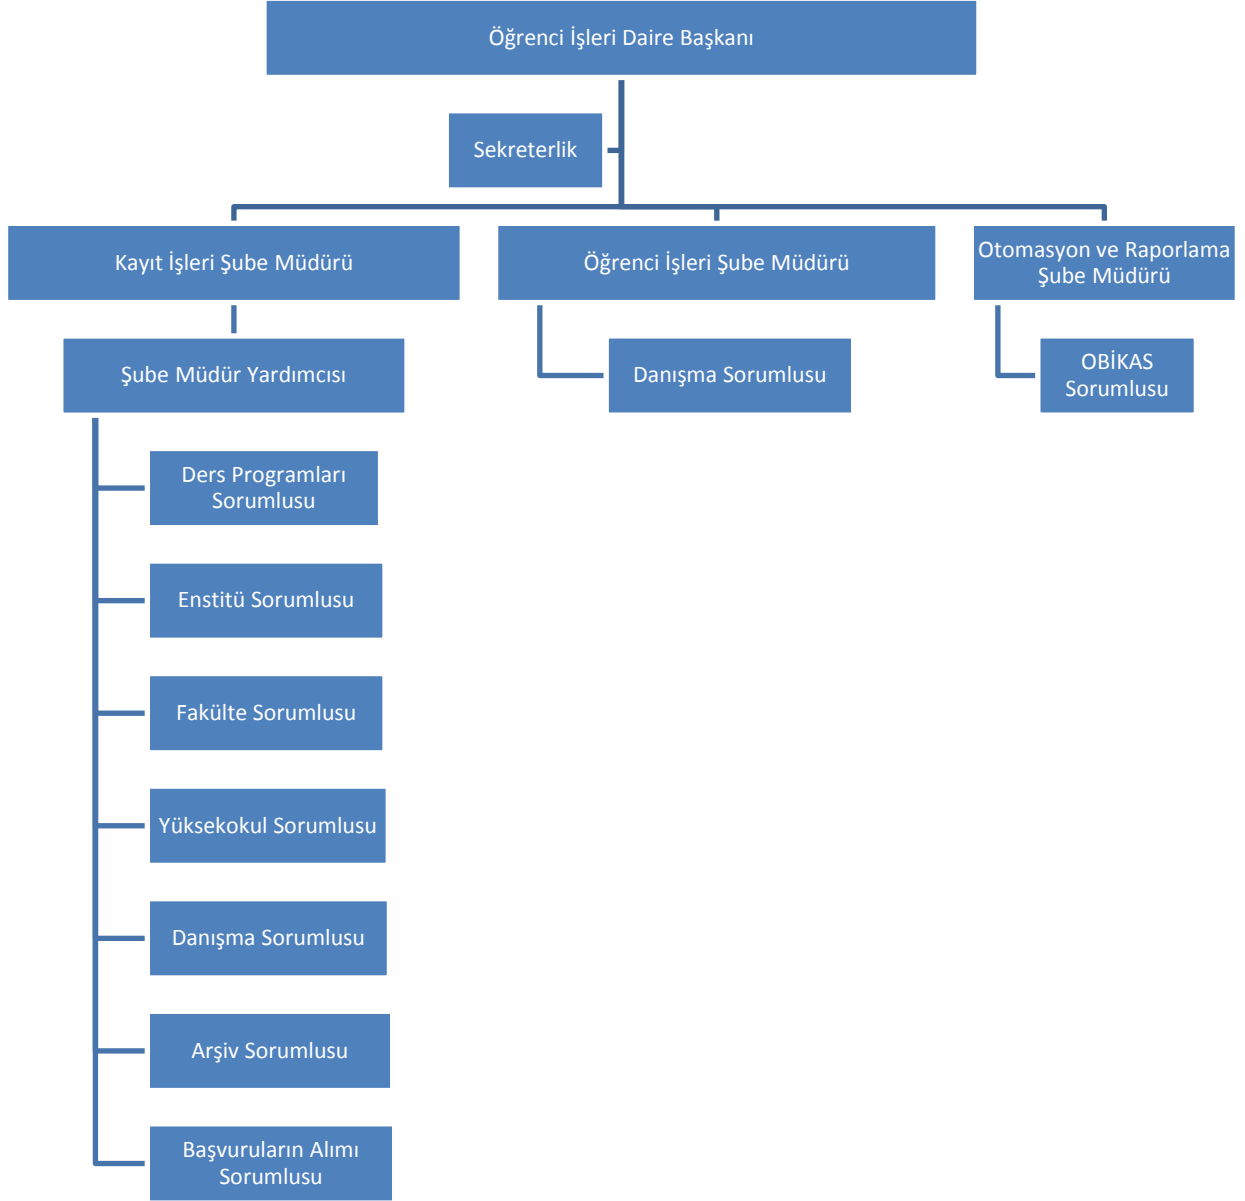 Öğrenci İşleri Daire Başkanı
Sekreterlik
Kayıt İşleri Şube Müdürü
Öğrenci İşleri Şube Müdürü
Otomasyon ve Raporlama
Şube Müdürü
Şube Müdür Yardımcısı
Danışma Sorumlusu
OBİKAS
Sorumlusu
Ders Programları
Sorumlusu
Enstitü Sorumlusu
Fakülte Sorumlusu
Yüksekokul Sorumlusu
Danışma Sorumlusu
Arşiv Sorumlusu
Başvuruların Alımı
Sorumlusu